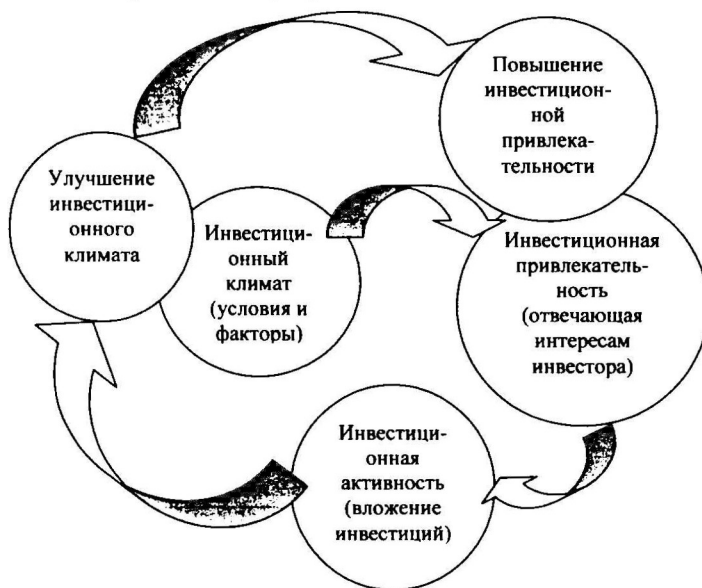 Повышение
инвестицион-
ной
привлека-
тельности
Улучшение
инвестици-
онного
климата
Инвестици-
онный
климат
(условия и
факторы)
Инвестиционная
привлекатель-
ность
(отвечающая
интересам
инвестора)
Инвестици-
онная
активность
(вложение
инвестиций)